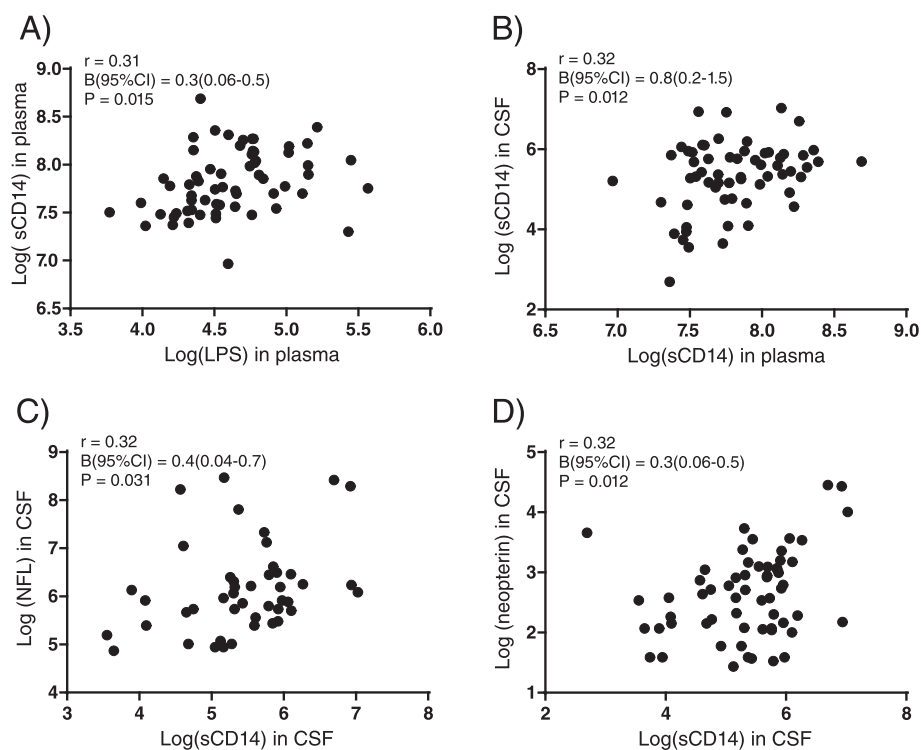 A)
r = 0.31
B(95%CI) = 0.3(0.06-0.5)
P = 0.015
Log( sCD14) in plasma
9.0
8.5
8.0
7.5
7.0
6.5
3.5 4.0 4.5 5.0 5.5 6.0
Log(LPS) in plasma
B)
r = 0.32
B(95%CI) = 0.8(0.2-1.5)
P = 0.012
Log (sCD14) in CSF
8
6
4
2
6.5 7.0 7.5 8.0 8.5 9.0
Log(sCD14) in plasma
C)
r = 0.32
B(95%CI) = 0.4(0.04-0.7)
P = 0.031
Log (NFL) in CSF
9
8
7
6
5
4
3 4 5 6 7 8
Log(sCD14) in CSF
D)
r = 0.32
B(95%CI) = 0.3(0.06-0.5)
P = 0.012
Log (neopterin) in CSF
5
4
3
2
1
2 4 6 8
Log(sCD14) in CSF